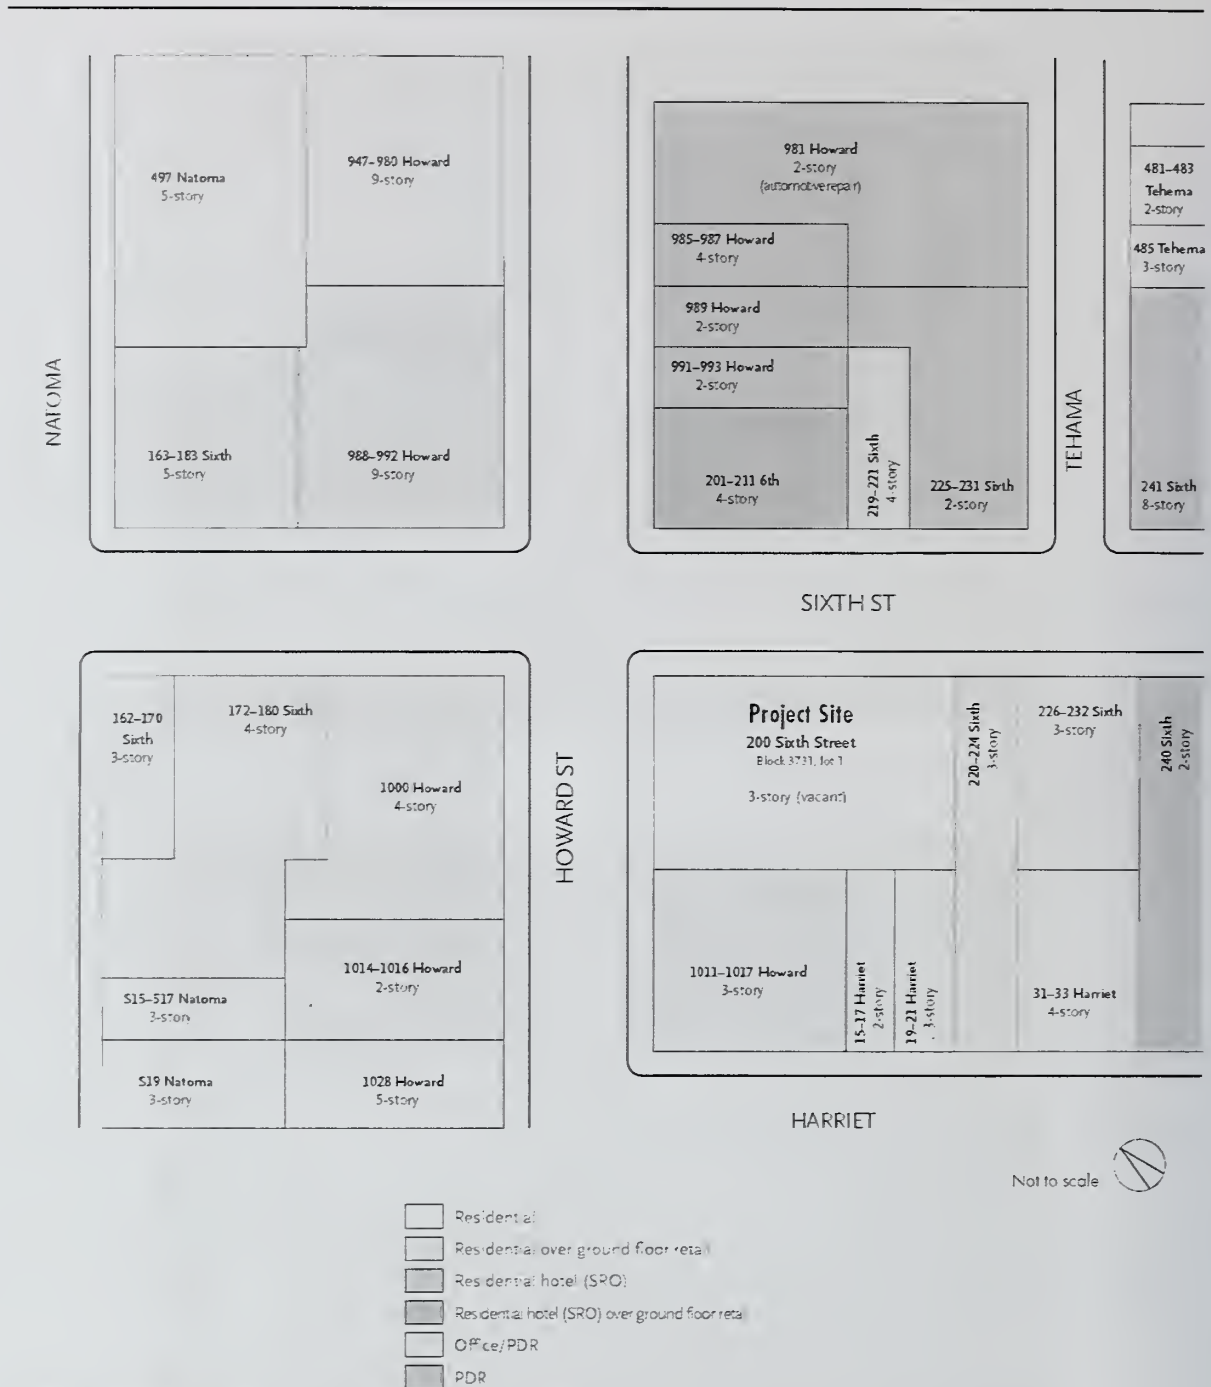 497 Natoma
5-story
947–980 Howard
9-story
163–183 Sixth
5-story
988–992 Howard
9-story
NATOMA
981 Howard
2-story
(automotive repair)
985–987 Howard
4-story
989 Howard
2-story
991–993 Howard
2-story
201–211 6th
4-story
219–221 Sixth
4-story
225–231 Sixth
2-story
TEHAMA
481–483
Tehema
2-story
485 Tehema
3-story
241 Sixth
8-story
SIXTH ST
162–170
Sixth
3-story
172–180 Sixth
4-story
1000 Howard
4-story
1014–1016 Howard
2-story
515–517 Natoma
3-story
519 Natoma
3-story
1028 Howard
5-story
HOWARD ST
Project Site
200 Sixth Street
Block 3731, lot 1
3-story (vacant)
220–224 Sixth
3-story
226–232 Sixth
3-story
240 Sixth
2-story
1011–1017 Howard
3-story
15–17 Harriet
2-story
19–21 Harriet
3-story
31–33 Harriet
4-story
HARRIET
Not to scale
Residential
Residential over ground floor retail
Residential hotel (SRO)
Residential hotel (SRO) over ground floor retail
Office/PDR
PDR